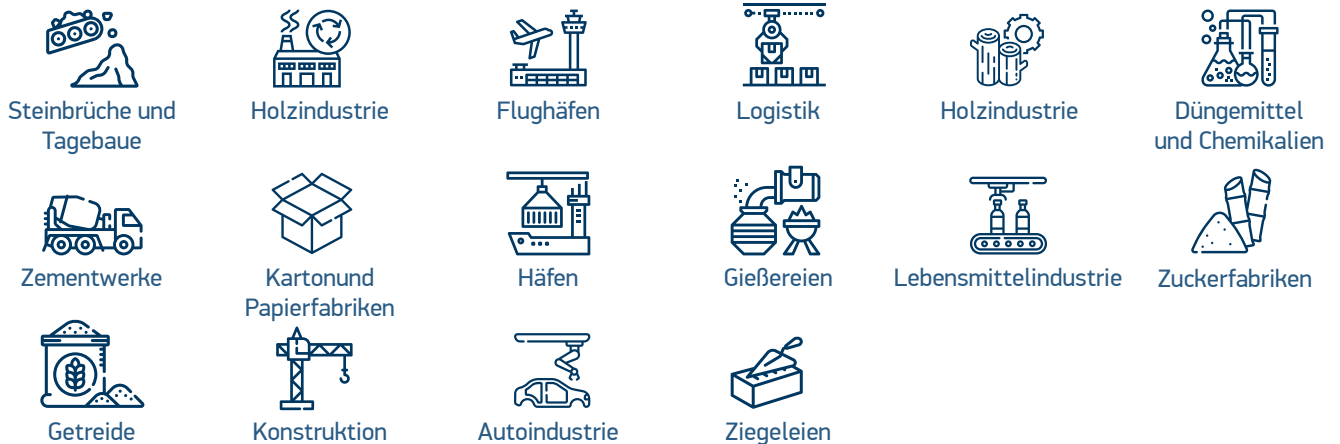 Steinbrüche und
Tagebaue
Holzindustrie
Flughäfen
Logistik
Holzindustrie
Düngemittel
und Chemikalien
Zementwerke
Kartonund
Papierfabriken
Häfen
Gießereien
Lebensmittelindustrie
Zuckerfabriken
Getreide
Konstruktion
Autoindustrie
Ziegeleien